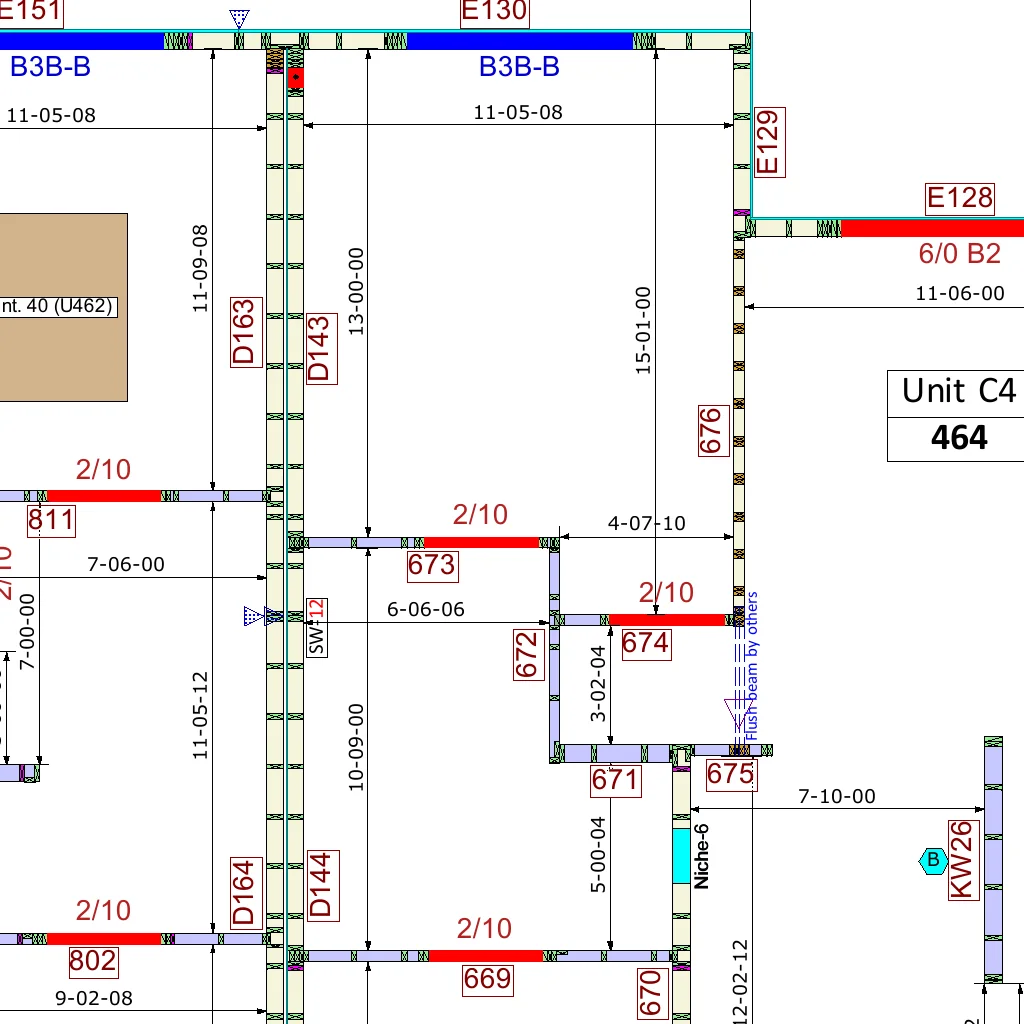 E151
E130
B3B-B
B3B-B
11-05-08
11-05-08
E129
E128
6/0 B2
11-06-00
11-09-08
13-00-00
15-01-00
nt. 40 (U462)
D163
D143
676
Unit C4
464
2/10
811
2/10
673
4-07-10
2/10
7-06-00
7-00-00
SW-12
6-06-06
2/10
674
672
Flush beam by others
3-02-04
11-05-12
10-09-00
671
675
7-10-00
5-00-04
Niche-6
B
KW26
D164
D144
2/10
802
2/10
669
670
12-02-12
9-02-08